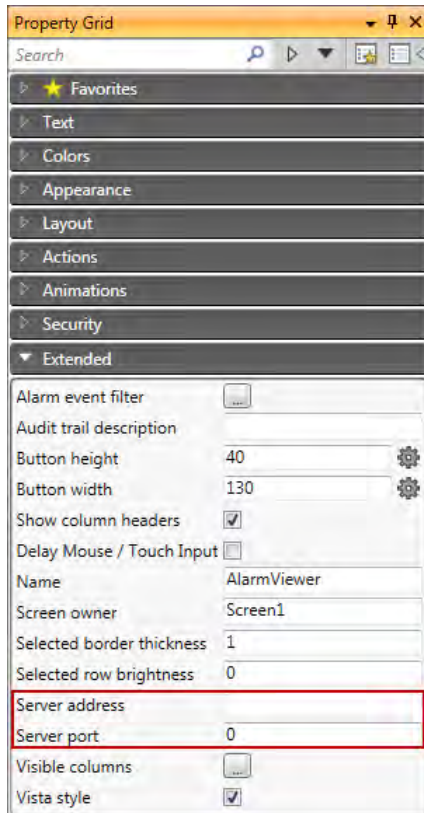 Property Grid
Search
Favorites
Text
Colors
Appearance
Layout
Actions
Animations
Security
Extended
Alarm event filter ...
Audit trail description
Button height 40
Button width 130
Show column headers
Delay Mouse / Touch Input
Name AlarmViewer
Screen owner Screen1
Selected border thickness 1
Selected row brightness 0
Server address
Server port 0
Visible columns ...
Vista style